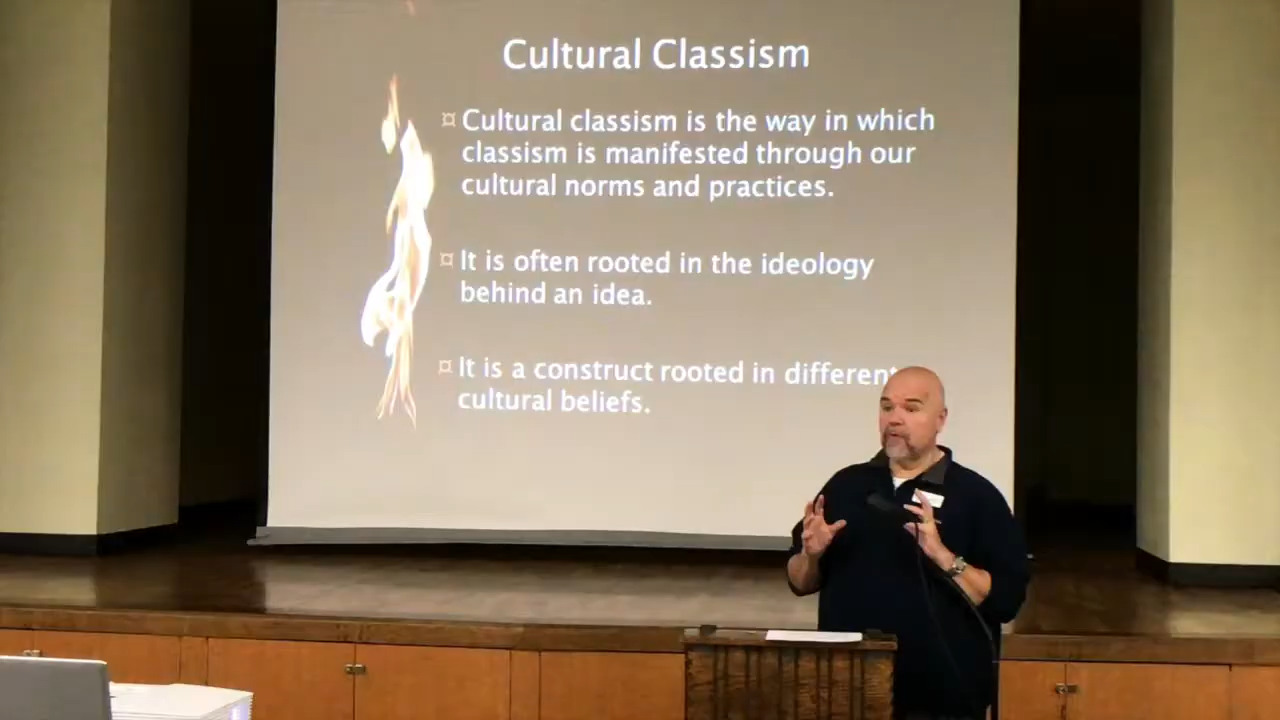 Cultural Classism
¤ Cultural classism is the way in which
classism is manifested through our
cultural norms and practices.
¤ It is often rooted in the ideology
behind an idea.
¤ It is a construct rooted in different
cultural beliefs.